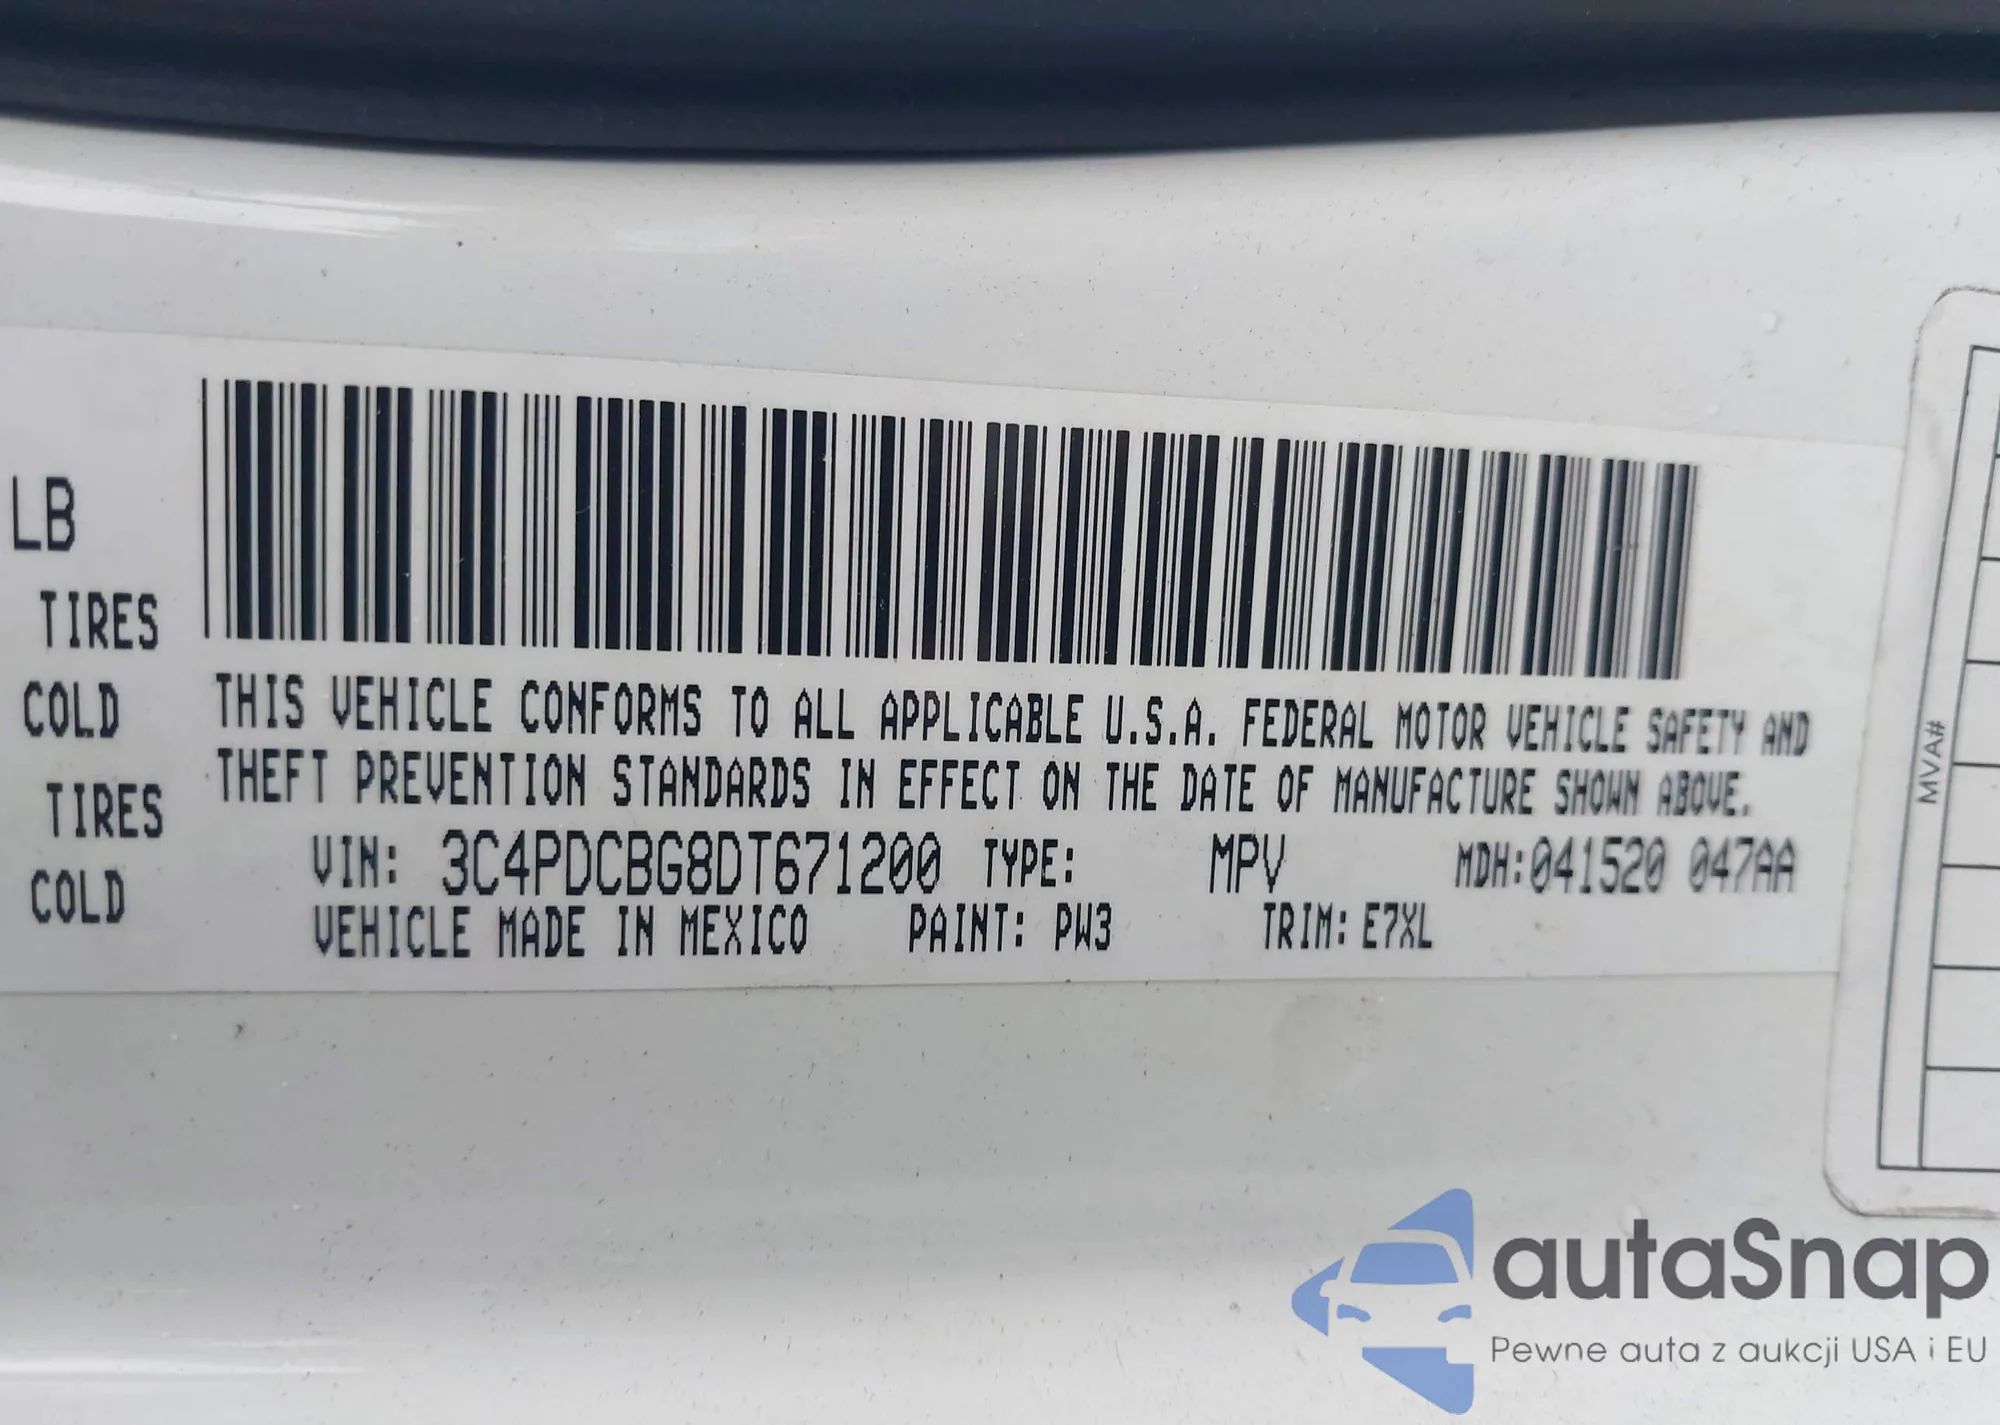 LB
TIRES
COLD
TIRES
COLD
THIS VEHICLE CONFORMS TO ALL APPLICABLE U.S.A. FEDERAL MOTOR VEHICLE SAFETY AND
THEFT PREVENTION STANDARDS IN EFFECT ON THE DATE OF MANUFACTURE SHOWN ABOVE.
VIN: 3C4PDCBG8DT671200 TYPE: MPV MDH:041520 047AA
VEHICLE MADE IN MEXICO PAINT: PW3 TRIM: E7XL
MVA#
autaSnap
Pewne auta z aukcji USA i EU